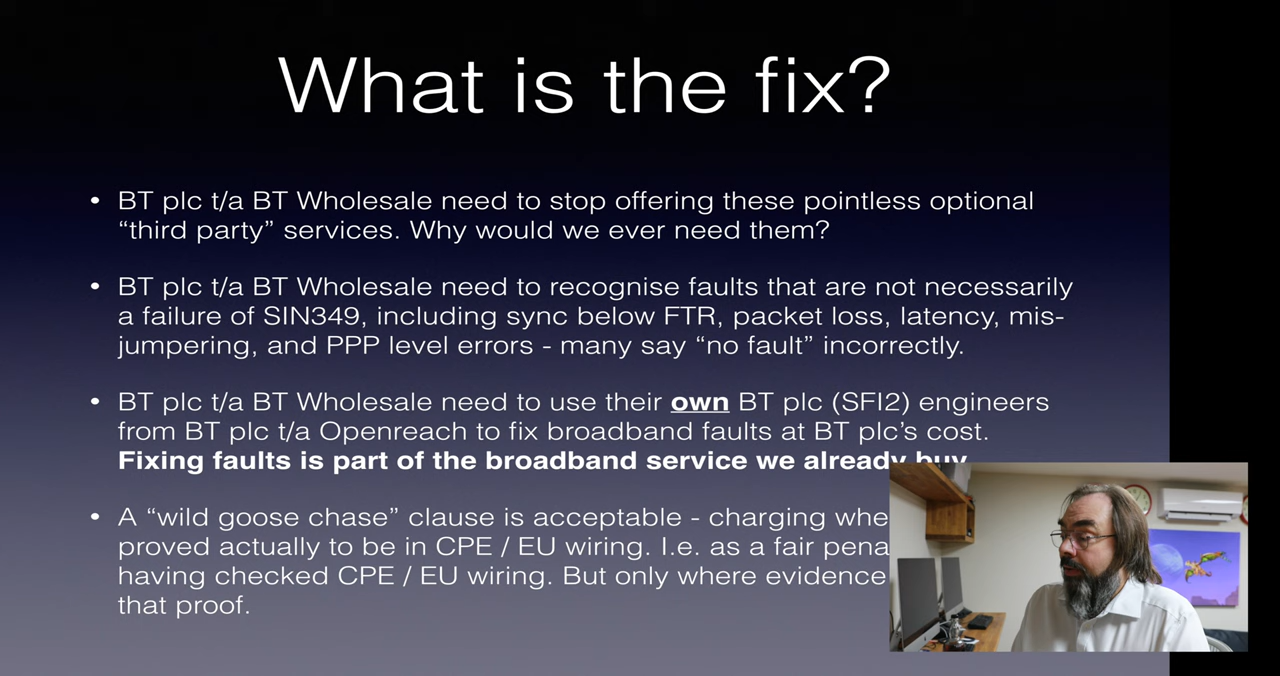 What is the fix?
• BT plc t/a BT Wholesale need to stop offering these pointless optional
“third party” services. Why would we ever need them?
• BT plc t/a BT Wholesale need to recognise faults that are not necessarily
a failure of SIN349, including sync below FTR, packet loss, latency, mis-
jumpering, and PPP level errors - many say “no fault” incorrectly.
• BT plc t/a BT Wholesale need to use their own BT plc (SFI2) engineers
from BT plc t/a Openreach to fix broadband faults at BT plc’s cost.
Fixing faults is part of the broadband service we already buy
• A “wild goose chase” clause is acceptable - charging
proved actually to be in CPE / EU wiring. I.e. as a fair
having checked CPE / EU wiring. But only where evidence
that proof.